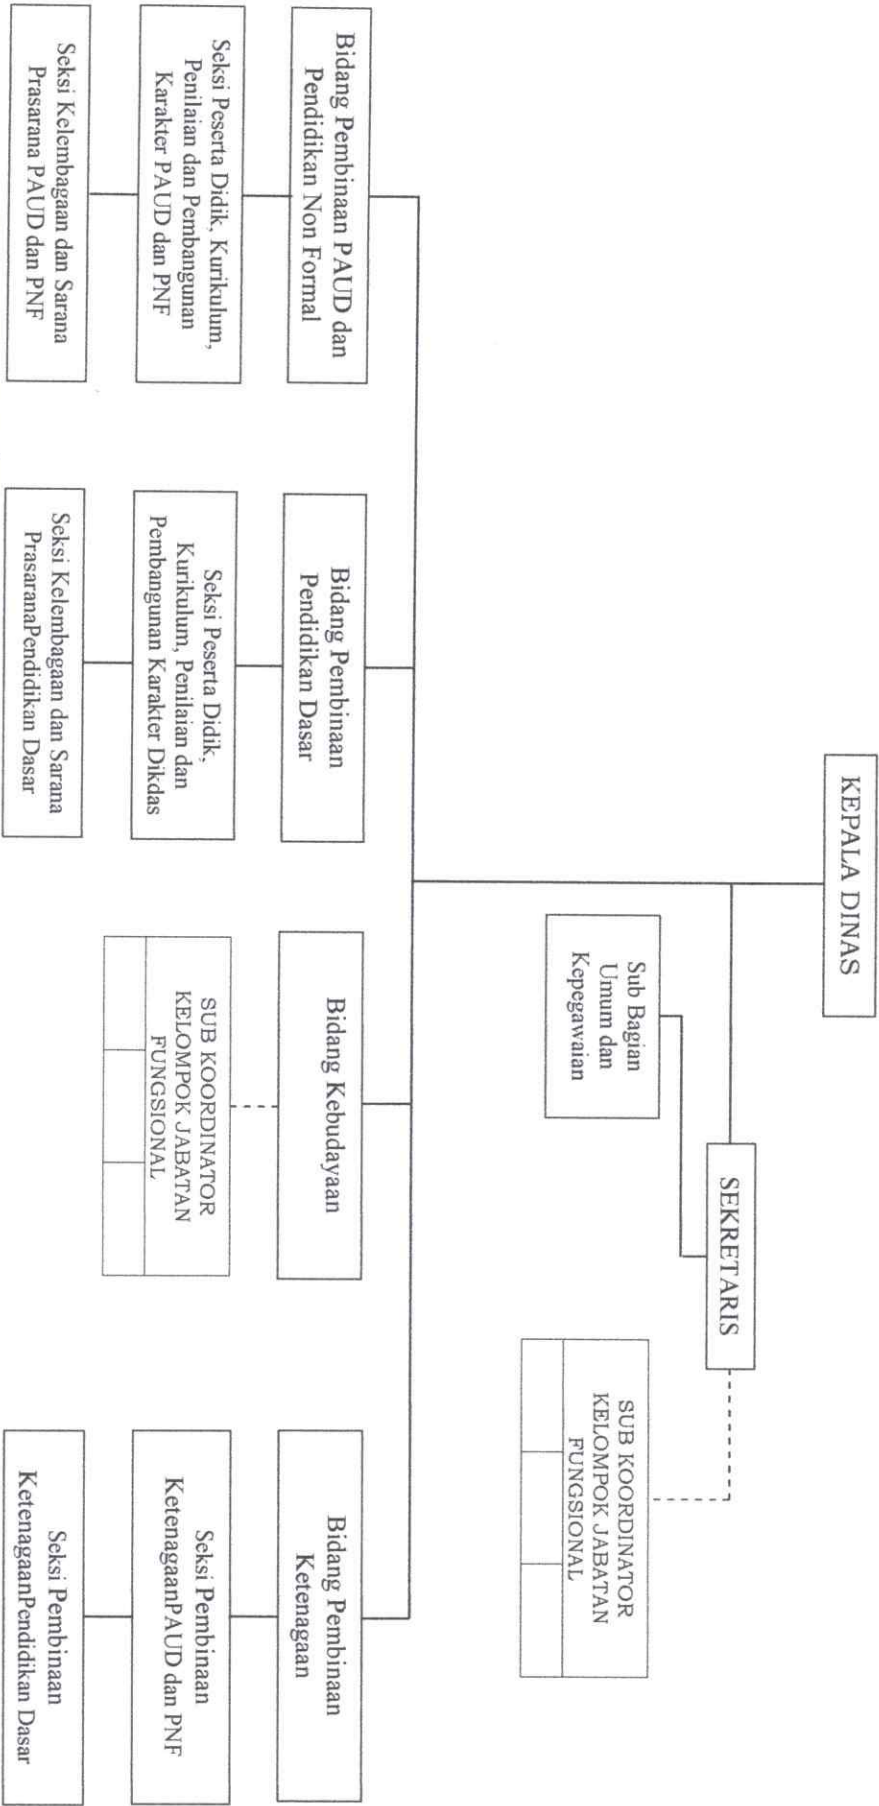 KEPALA DINAS
SEKRETARIS
Sub Bagian
Umum dan
Kepegawaian
SUB KOORDINATOR
KELOMPOK JABATAN
FUNGSIONAL
Bidang Pembinaan PAUD dan
Pendidikan Non Formal
Seksi Peserta Didik, Kurikulum,
Penilaian dan Pembangunan
Karakter PAUD dan PNF
Seksi Kelembagaan dan Sarana
Prasarana PAUD dan PNF
Bidang Pembinaan
Pendidikan Dasar
Seksi Peserta Didik,
Kurikulum, Penilaian dan
Pembangunan Karakter Dikdas
Seksi Kelembagaan dan Sarana
PrasaranaPendidikan Dasar
Bidang Kebudayaan
SUB KOORDINATOR
KELOMPOK JABATAN
FUNGSIONAL
Bidang Pembinaan
Ketenagaan
Seksi Pembinaan
KetenagaanPAUD dan PNF
Seksi Pembinaan
KetenagaanPendidikan Dasar